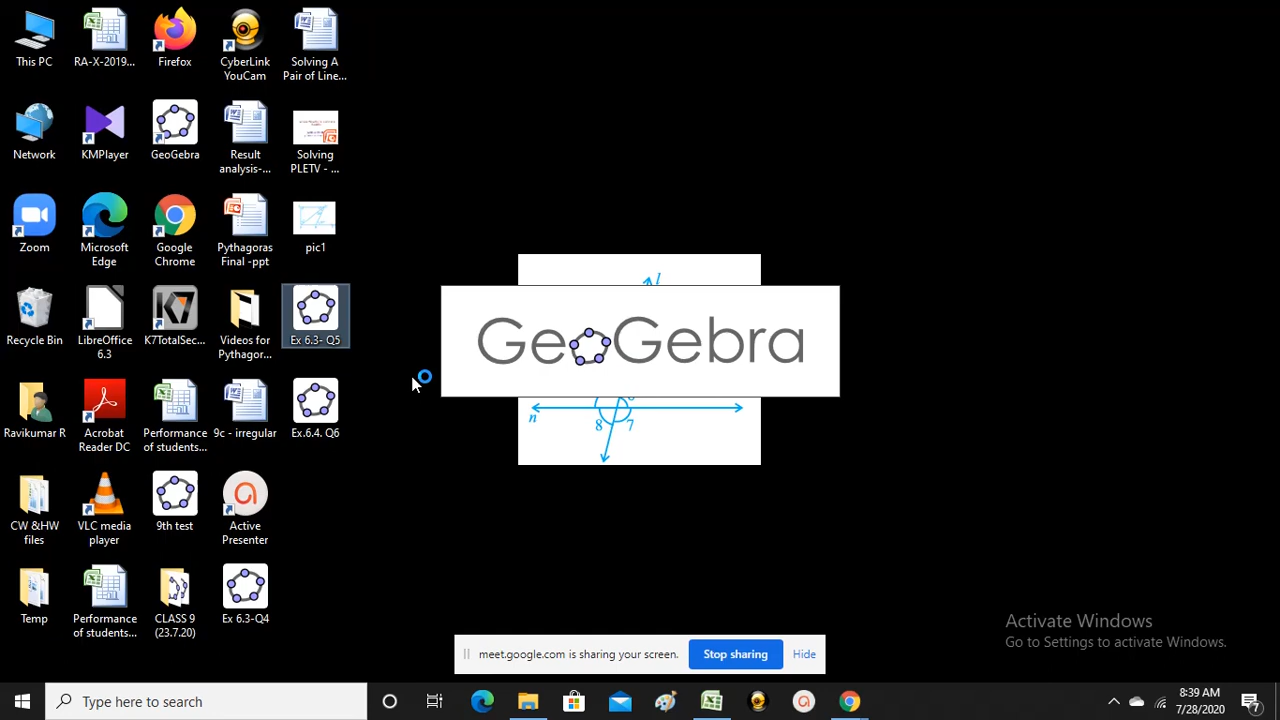 This PC
RA-X-2019...
Firefox
CyberLink
YouCam
Solving A
Pair of Line...
Network
KMPlayer
GeoGebra
Result
analysis-...
Solving
PLETV - ...
Zoom
Microsoft
Edge
Google
Chrome
Pythagoras
Final -ppt
pic1
Recycle Bin
LibreOffice
6.3
K7TotalSec...
Videos for
Pythagor...
Ex 6.3- Q5
Ravikumar R
Acrobat
Reader DC
Performance
of students...
9c - irregular
Ex.6.4. Q6
CW &HW
files
VLC media
player
9th test
Active
Presenter
Temp
Performance
of students...
CLASS 9
(23.7.20)
Ex 6.3-Q4
l
GeoGebra
n
8
7
Activate Windows
Go to Settings to activate Windows.
meet.google.com is sharing your screen.
Stop sharing
Hide
Type here to search
8:39 AM
7/28/2020
7